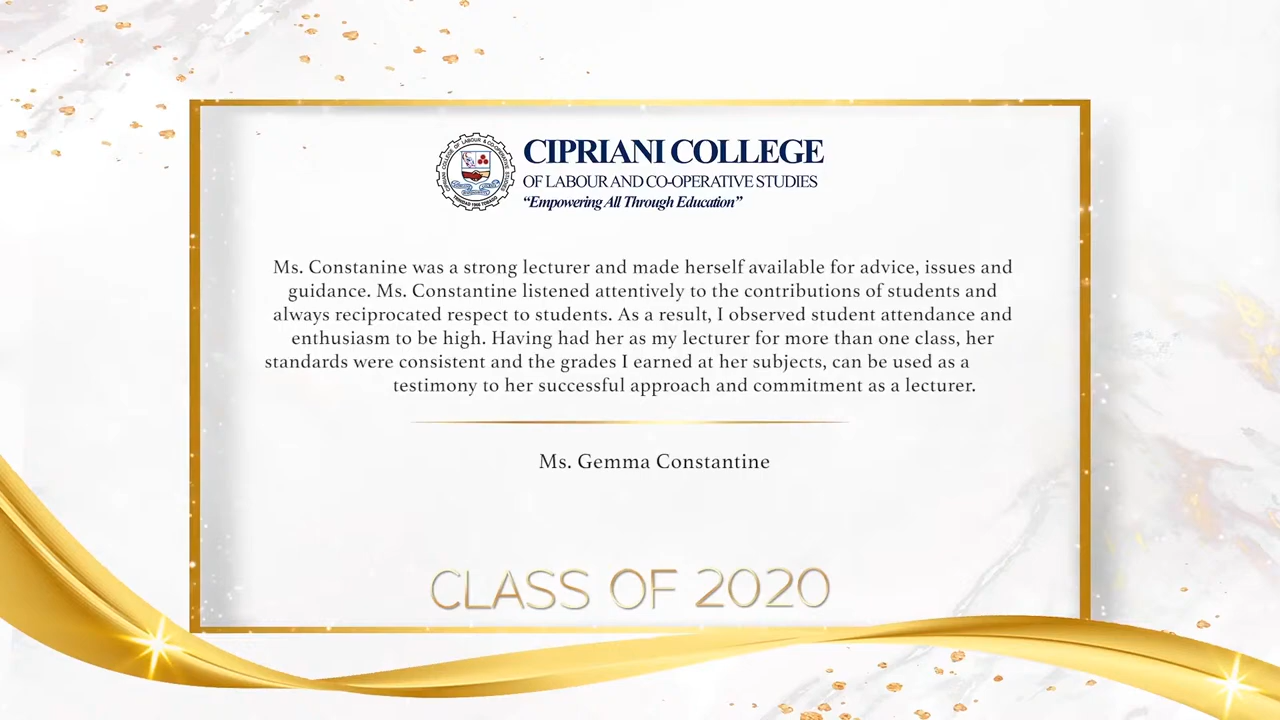 CIPRIANI COLLEGE
OF LABOUR AND CO-OPERATIVE STUDIES
“Empowering All Through Education”
Ms. Constanine was a strong lecturer and made herself available for advice, issues and
guidance. Ms. Constantine listened attentively to the contributions of students and
always reciprocated respect to students. As a result, I observed student attendance and
enthusiasm to be high. Having had her as my lecturer for more than one class, her
standards were consistent and the grades I earned at her subjects, can be used as a
testimony to her successful approach and commitment as a lecturer.
Ms. Gemma Constantine
CLASS OF 2020